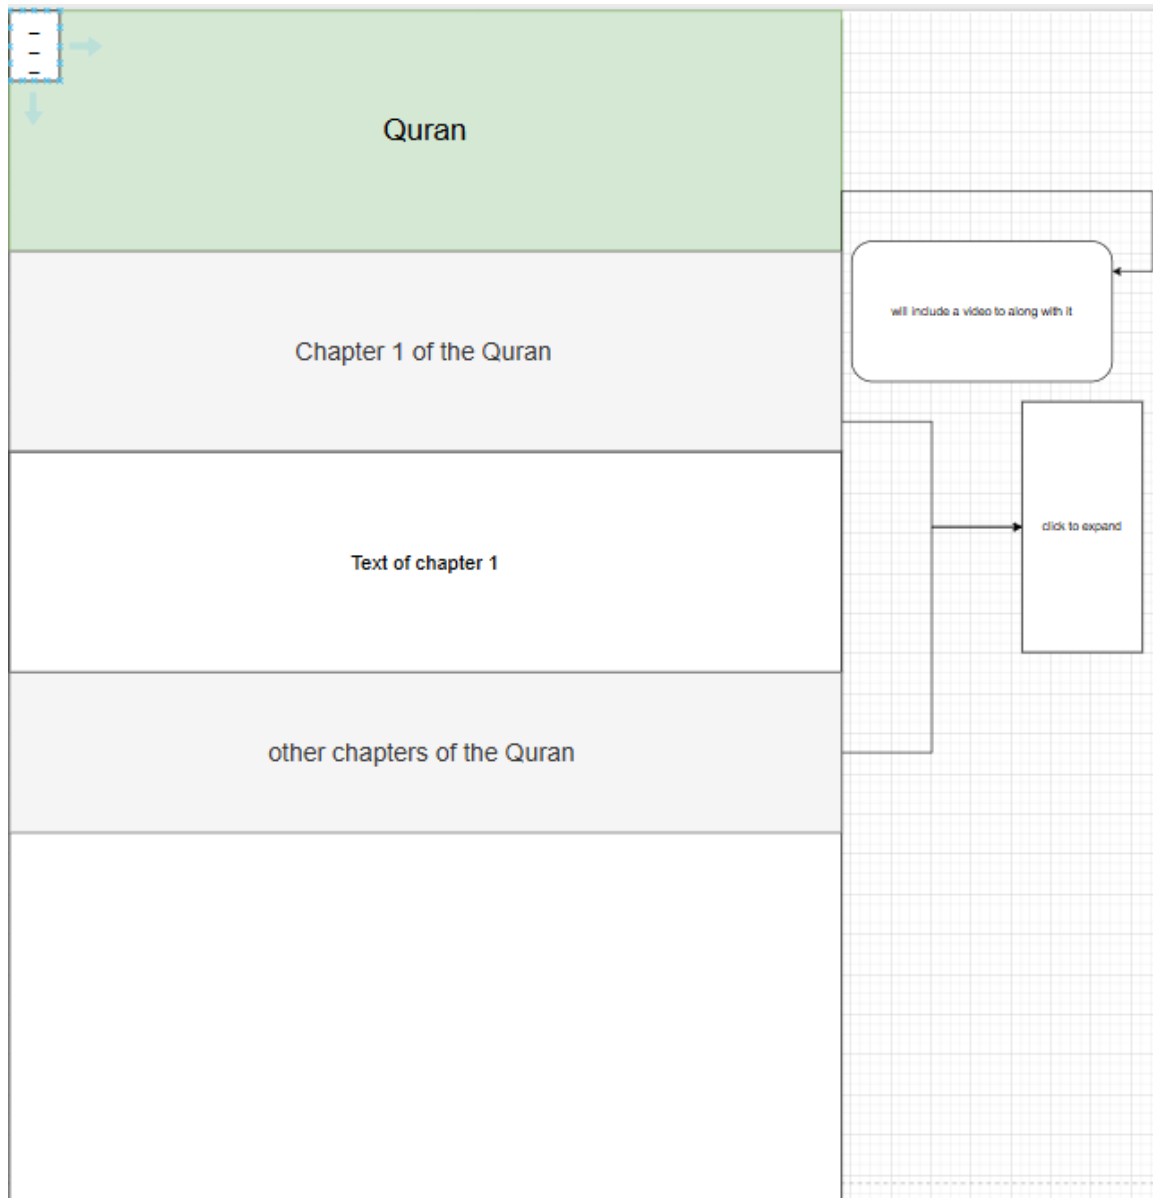 –
–
–
Quran
will include a video to along with it
Chapter 1 of the Quran
click to expand
Text of chapter 1
other chapters of the Quran